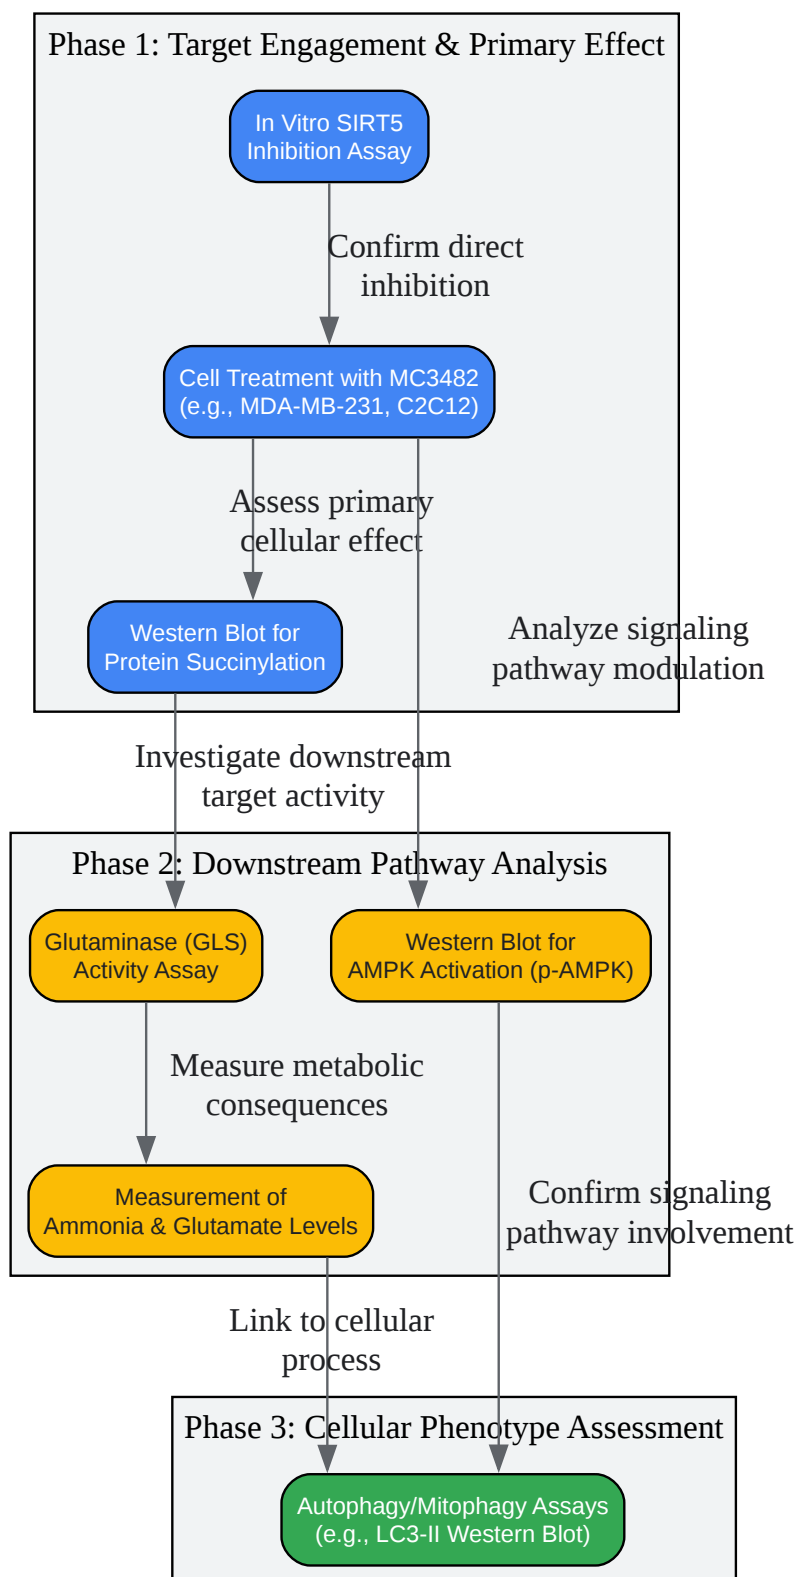 Phase 1: Target Engagement & Primary Effect
In Vitro SIRT5
Inhibition Assay
Confirm direct
inhibition
Cell Treatment with MC3482
(e.g., MDA-MB-231, C2C12)
Assess primary
cellular effect
Western Blot for
Protein Succinylation
Analyze signaling
pathway modulation
Investigate downstream
target activity
Phase 2: Downstream Pathway Analysis
Glutaminase (GLS)
Activity Assay
Western Blot for
AMPK Activation (p-AMPK)
Measure metabolic
consequences
Measurement of
Ammonia & Glutamate Levels
Confirm signaling
pathway involvement
Link to cellular
process
Phase 3: Cellular Phenotype Assessment
Autophagy/Mitophagy Assays
(e.g., LC3-II Western Blot)